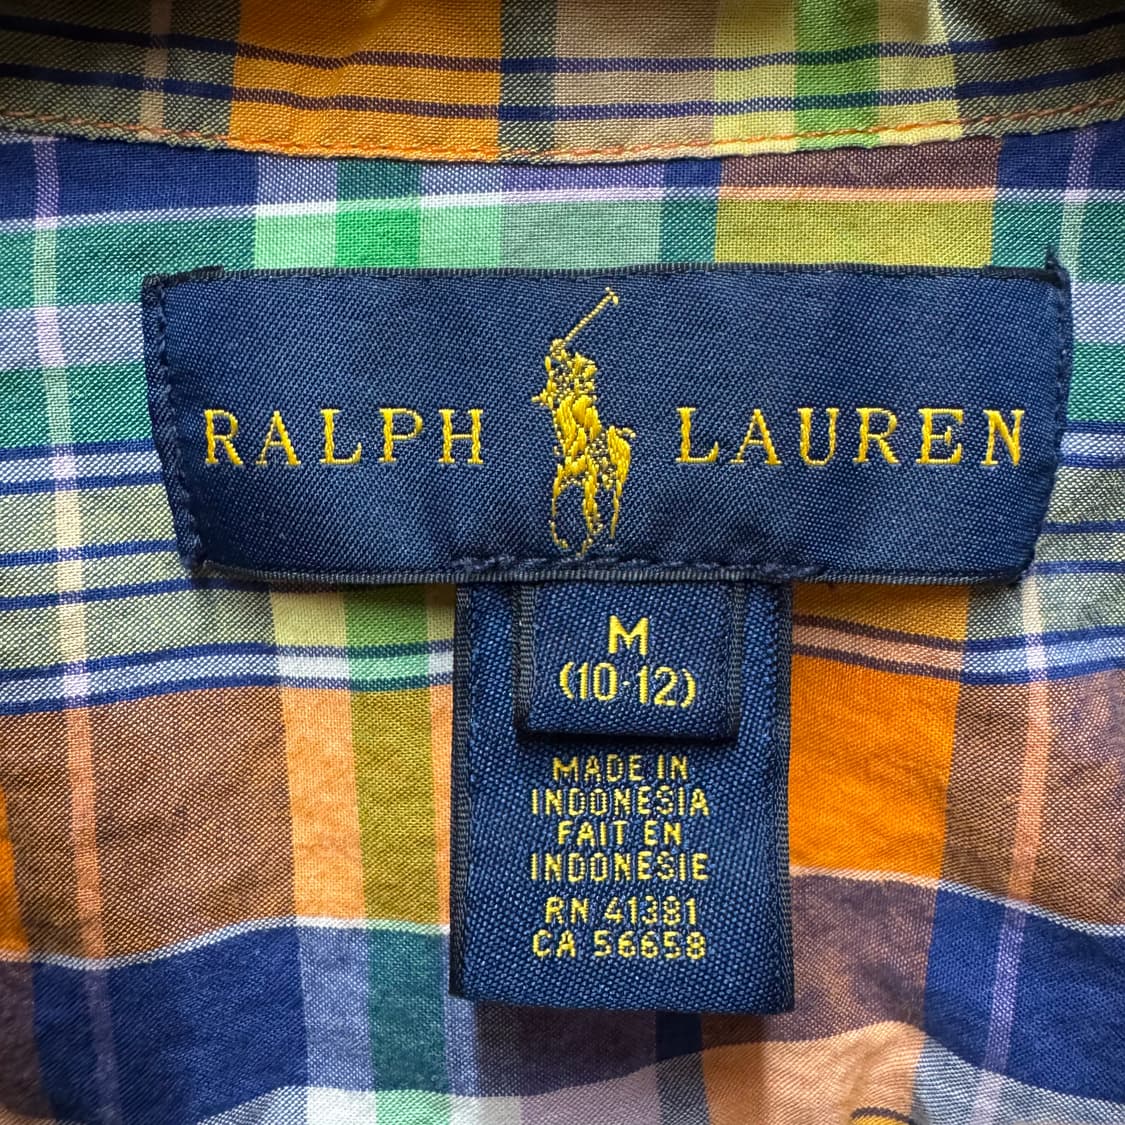 RALPH LAUREN
M
(10-12)
MADE IN
INDONESIA
FAIT EN
INDONESIE
RN 41381
CA 56658